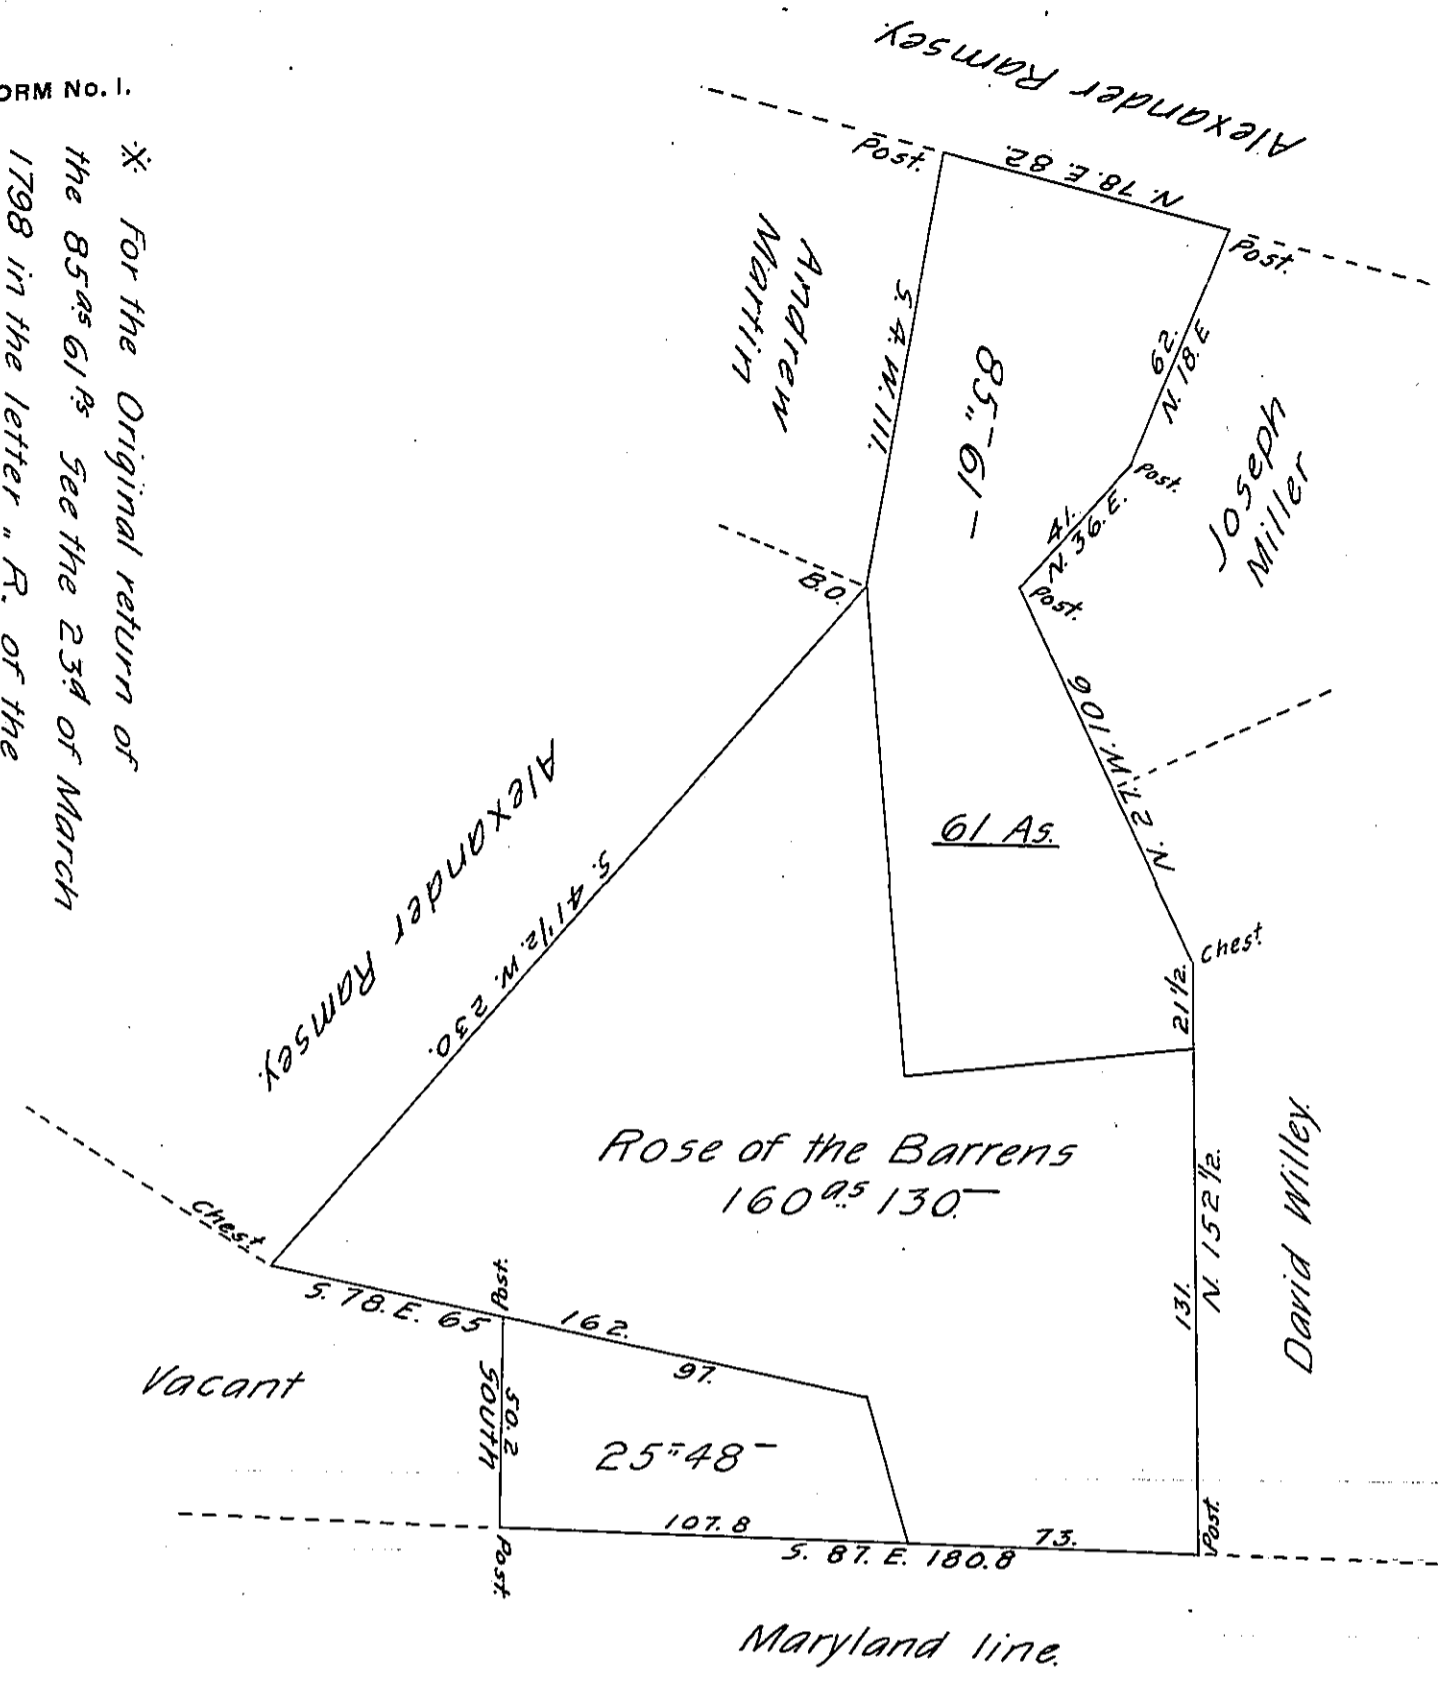 Alexander Ramsey.
FORM No. 1.
※ For the Original return of
the 85as 61ps See the 23d of March
1798 in the letter „ R. of the
Post.
N. 78. E. 82.
Post.
Andrew
Martin
S. 4. W. 111.
85„ 61
62.
N. 18. E
Joseph
Miller
Post.
41.
N. 36. E.
Post.
B.O.
N. 27. W. 106
61 As.
Alexander Ramsey.
S. 41 1/2. W. 230.
Chest
21 1/2.
Rose of the Barrens
160as 130
David Willey.
N. 152 1/2.
131.
Chest
S. 78. E. 65
Post.
162.
97.
Vacant
South
50.2
25" 48
Post.
107.8
S. 87. E. 180.8
73.
Post.
Maryland line.